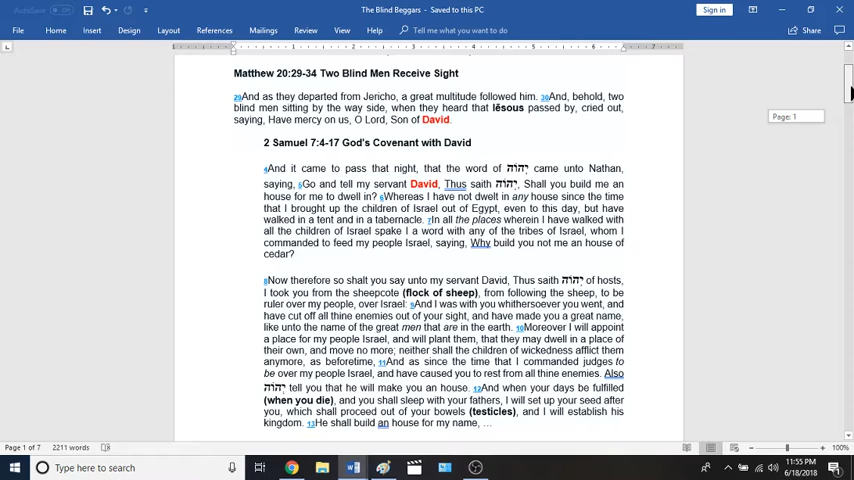 AutoSave
The Blind Beggars - Saved to this PC
Sign in
File Home Insert Design Layout References Mailings Review View Help Tell me what you want to do Share
1 1 2 3 4 5 6 7
Matthew 20:29-34 Two Blind Men Receive Sight
29And as they departed from Jericho, a great multitude followed him. 30And, behold, two
blind men sitting by the way side, when they heard that Iēsous passed by, cried out,
saying, Have mercy on us, O Lord, Son of David.
Page: 1
2 Samuel 7:4-17 God's Covenant with David
4And it came to pass that night, that the word of יְהוָֹה came unto Nathan,
saying, 5Go and tell my servant David, Thus saith יְהוָֹה, Shall you build me an
house for me to dwell in? 6Whereas I have not dwelt in any house since the time
that I brought up the children of Israel out of Egypt, even to this day, but have
walked in a tent and in a tabernacle. 7In all the places wherein I have walked with
all the children of Israel spake I a word with any of the tribes of Israel, whom I
commanded to feed my people Israel, saying, Why build you not me an house of
cedar?
8Now therefore so shalt you say unto my servant David, Thus saith יְהוָֹה of hosts,
I took you from the sheepcote (flock of sheep), from following the sheep, to be
ruler over my people, over Israel: 9And I was with you whithersoever you went, and
have cut off all thine enemies out of your sight, and have made you a great name,
like unto the name of the great men that are in the earth. 10Moreover I will appoint
a place for my people Israel, and will plant them, that they may dwell in a place of
their own, and move no more; neither shall the children of wickedness afflict them
anymore, as beforetime, 11And as since the time that I commanded judges to
be over my people Israel, and have caused you to rest from all thine enemies. Also
יְהוָֹה tell you that he will make you an house. 12And when your days be fulfilled
(when you die), and you shall sleep with your fathers, I will set up your seed after
you, which shall proceed out of your bowels (testicles), and I will establish his
kingdom. 13He shall build an house for my name, ...
Page 1 of 7 2211 words 100%
Type here to search
11:55 PM
6/18/2018